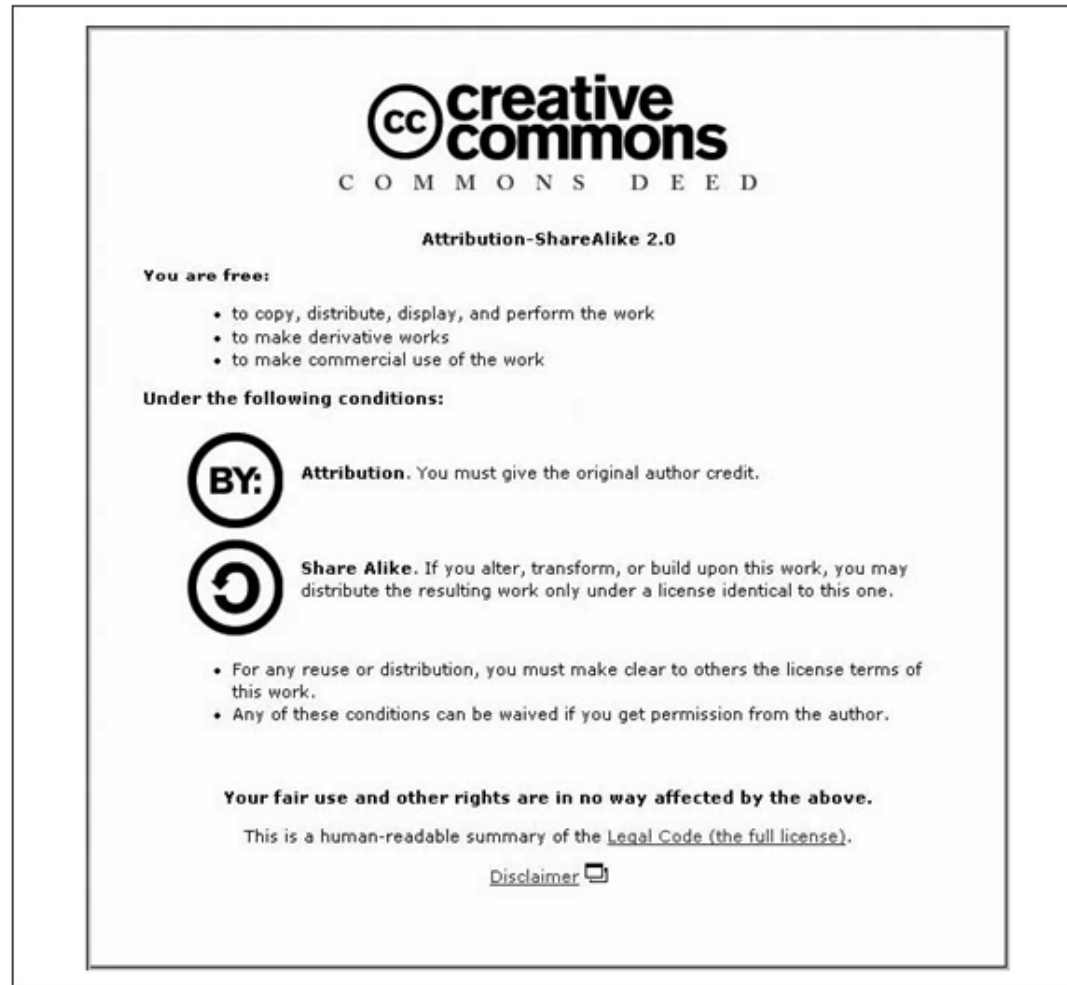 cc creative
commons
COMMONS DEED
Attribution-ShareAlike 2.0
You are free:
• to copy, distribute, display, and perform the work
• to make derivative works
• to make commercial use of the work
Under the following conditions:
BY:
Attribution. You must give the original author credit.
Share Alike. If you alter, transform, or build upon this work, you may
distribute the resulting work only under a license identical to this one.
• For any reuse or distribution, you must make clear to others the license terms of
this work.
• Any of these conditions can be waived if you get permission from the author.
Your fair use and other rights are in no way affected by the above.
This is a human-readable summary of the Legal Code (the full license).
Disclaimer